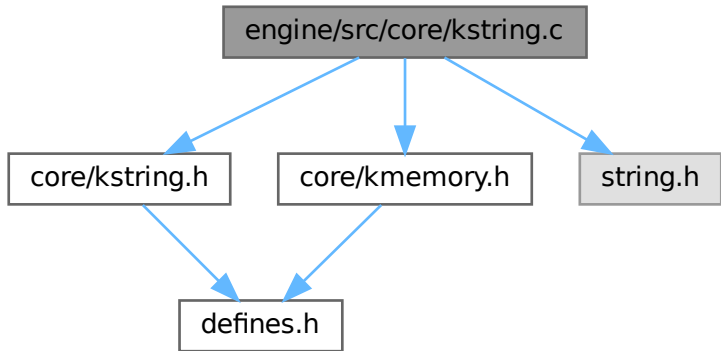 engine/src/core/kstring.c
core/kstring.h
core/kmemory.h
string.h
defines.h